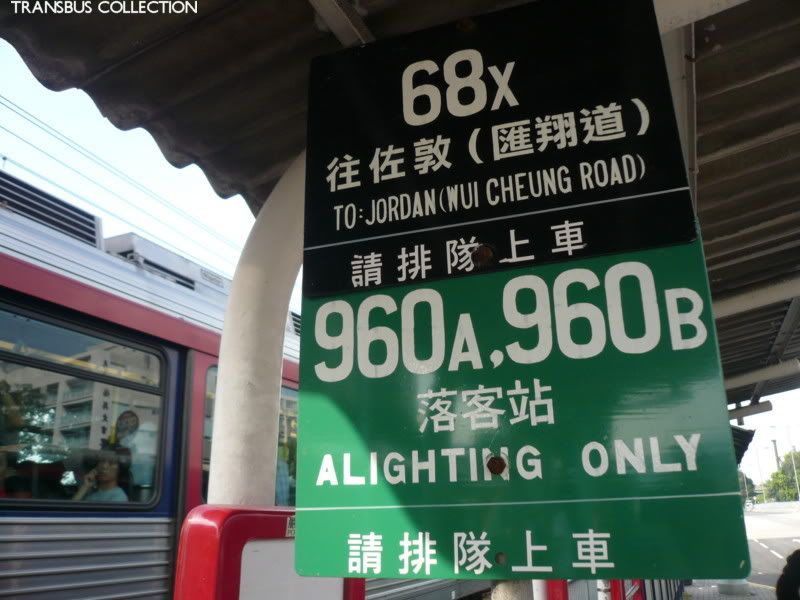 TRANSBUS COLLECTION
68X
往佐敦(匯翔道)
TO:JORDAN(WUI CHEUNG ROAD)
請排隊上車
960A,960B
落客站
ALIGHTING ONLY
請排隊上車